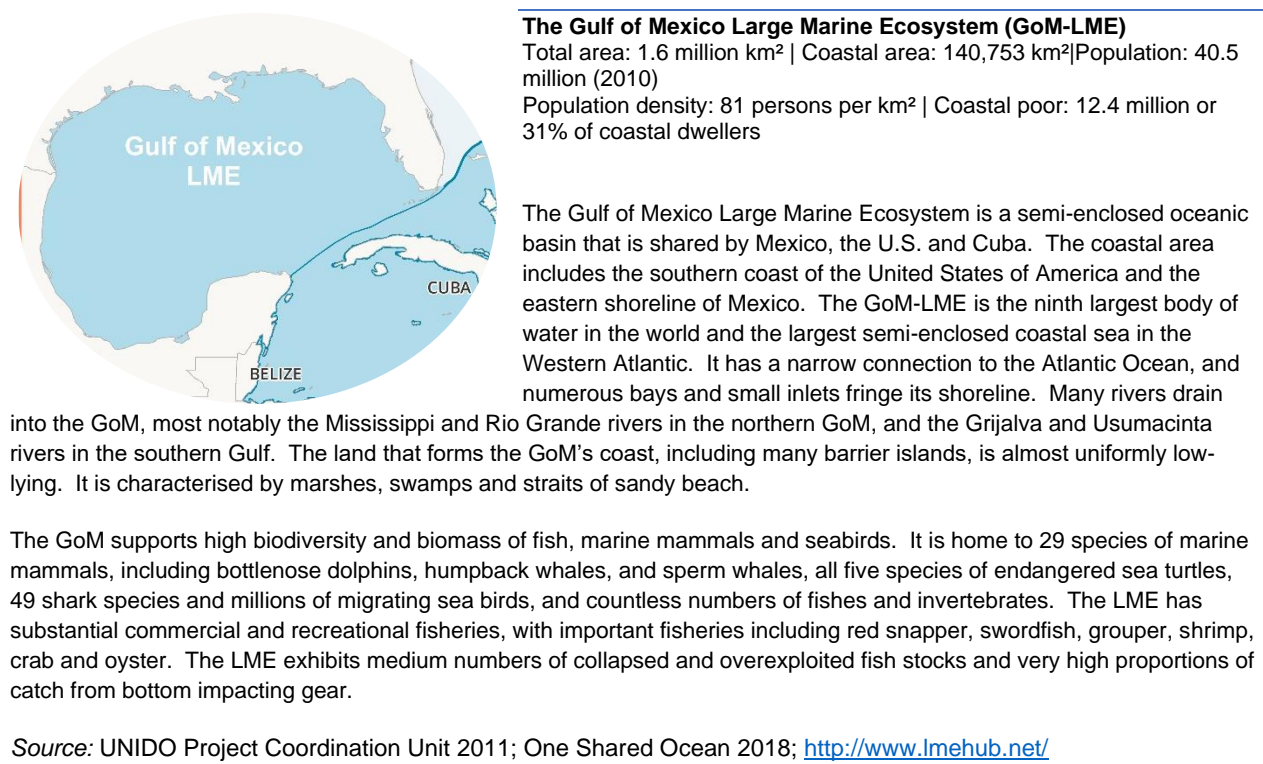 Gulf of Mexico
LME
CUBA
BELIZE
The Gulf of Mexico Large Marine Ecosystem (GoM-LME)
Total area: 1.6 million km² | Coastal area: 140,753 km²|Population: 40.5
million (2010)
Population density: 81 persons per km² | Coastal poor: 12.4 million or
31% of coastal dwellers
The Gulf of Mexico Large Marine Ecosystem is a semi-enclosed oceanic
basin that is shared by Mexico, the U.S. and Cuba.  The coastal area
includes the southern coast of the United States of America and the
eastern shoreline of Mexico.  The GoM-LME is the ninth largest body of
water in the world and the largest semi-enclosed coastal sea in the
Western Atlantic.  It has a narrow connection to the Atlantic Ocean, and
numerous bays and small inlets fringe its shoreline.  Many rivers drain
into the GoM, most notably the Mississippi and Rio Grande rivers in the northern GoM, and the Grijalva and Usumacinta
rivers in the southern Gulf.  The land that forms the GoM's coast, including many barrier islands, is almost uniformly low-
lying.  It is characterised by marshes, swamps and straits of sandy beach.
The GoM supports high biodiversity and biomass of fish, marine mammals and seabirds.  It is home to 29 species of marine
mammals, including bottlenose dolphins, humpback whales, and sperm whales, all five species of endangered sea turtles,
49 shark species and millions of migrating sea birds, and countless numbers of fishes and invertebrates.  The LME has
substantial commercial and recreational fisheries, with important fisheries including red snapper, swordfish, grouper, shrimp,
crab and oyster.  The LME exhibits medium numbers of collapsed and overexploited fish stocks and very high proportions of
catch from bottom impacting gear.
Source: UNIDO Project Coordination Unit 2011; One Shared Ocean 2018; http://www.lmehub.net/